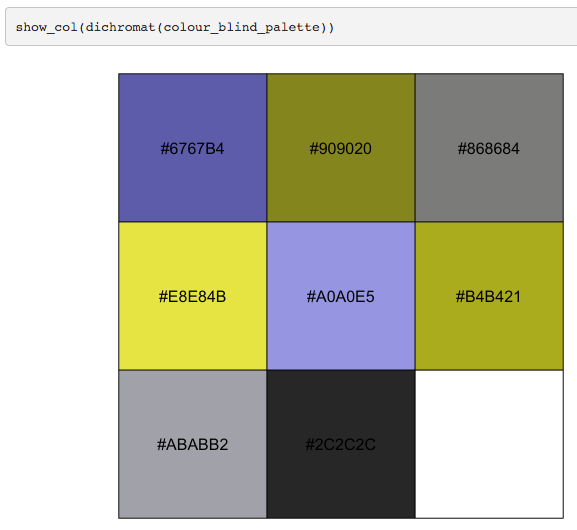 show_col(dichromat(colour_blind_palette))
#6767B4 #909020 #868684
#E8E84B #A0A0E5 #B4B421
#ABABB2 #2C2C2C